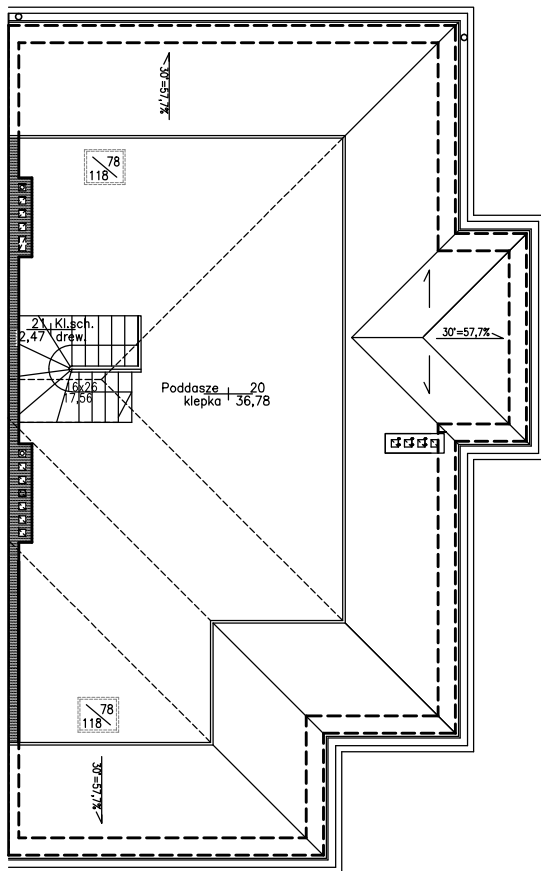 30°=57,7%
78
118
21 Kl.sch.
2,47 drew.
16x26
17,56
Poddasze 20
klepka 36,78
30°=57,7%
78
118
30°=57,7%